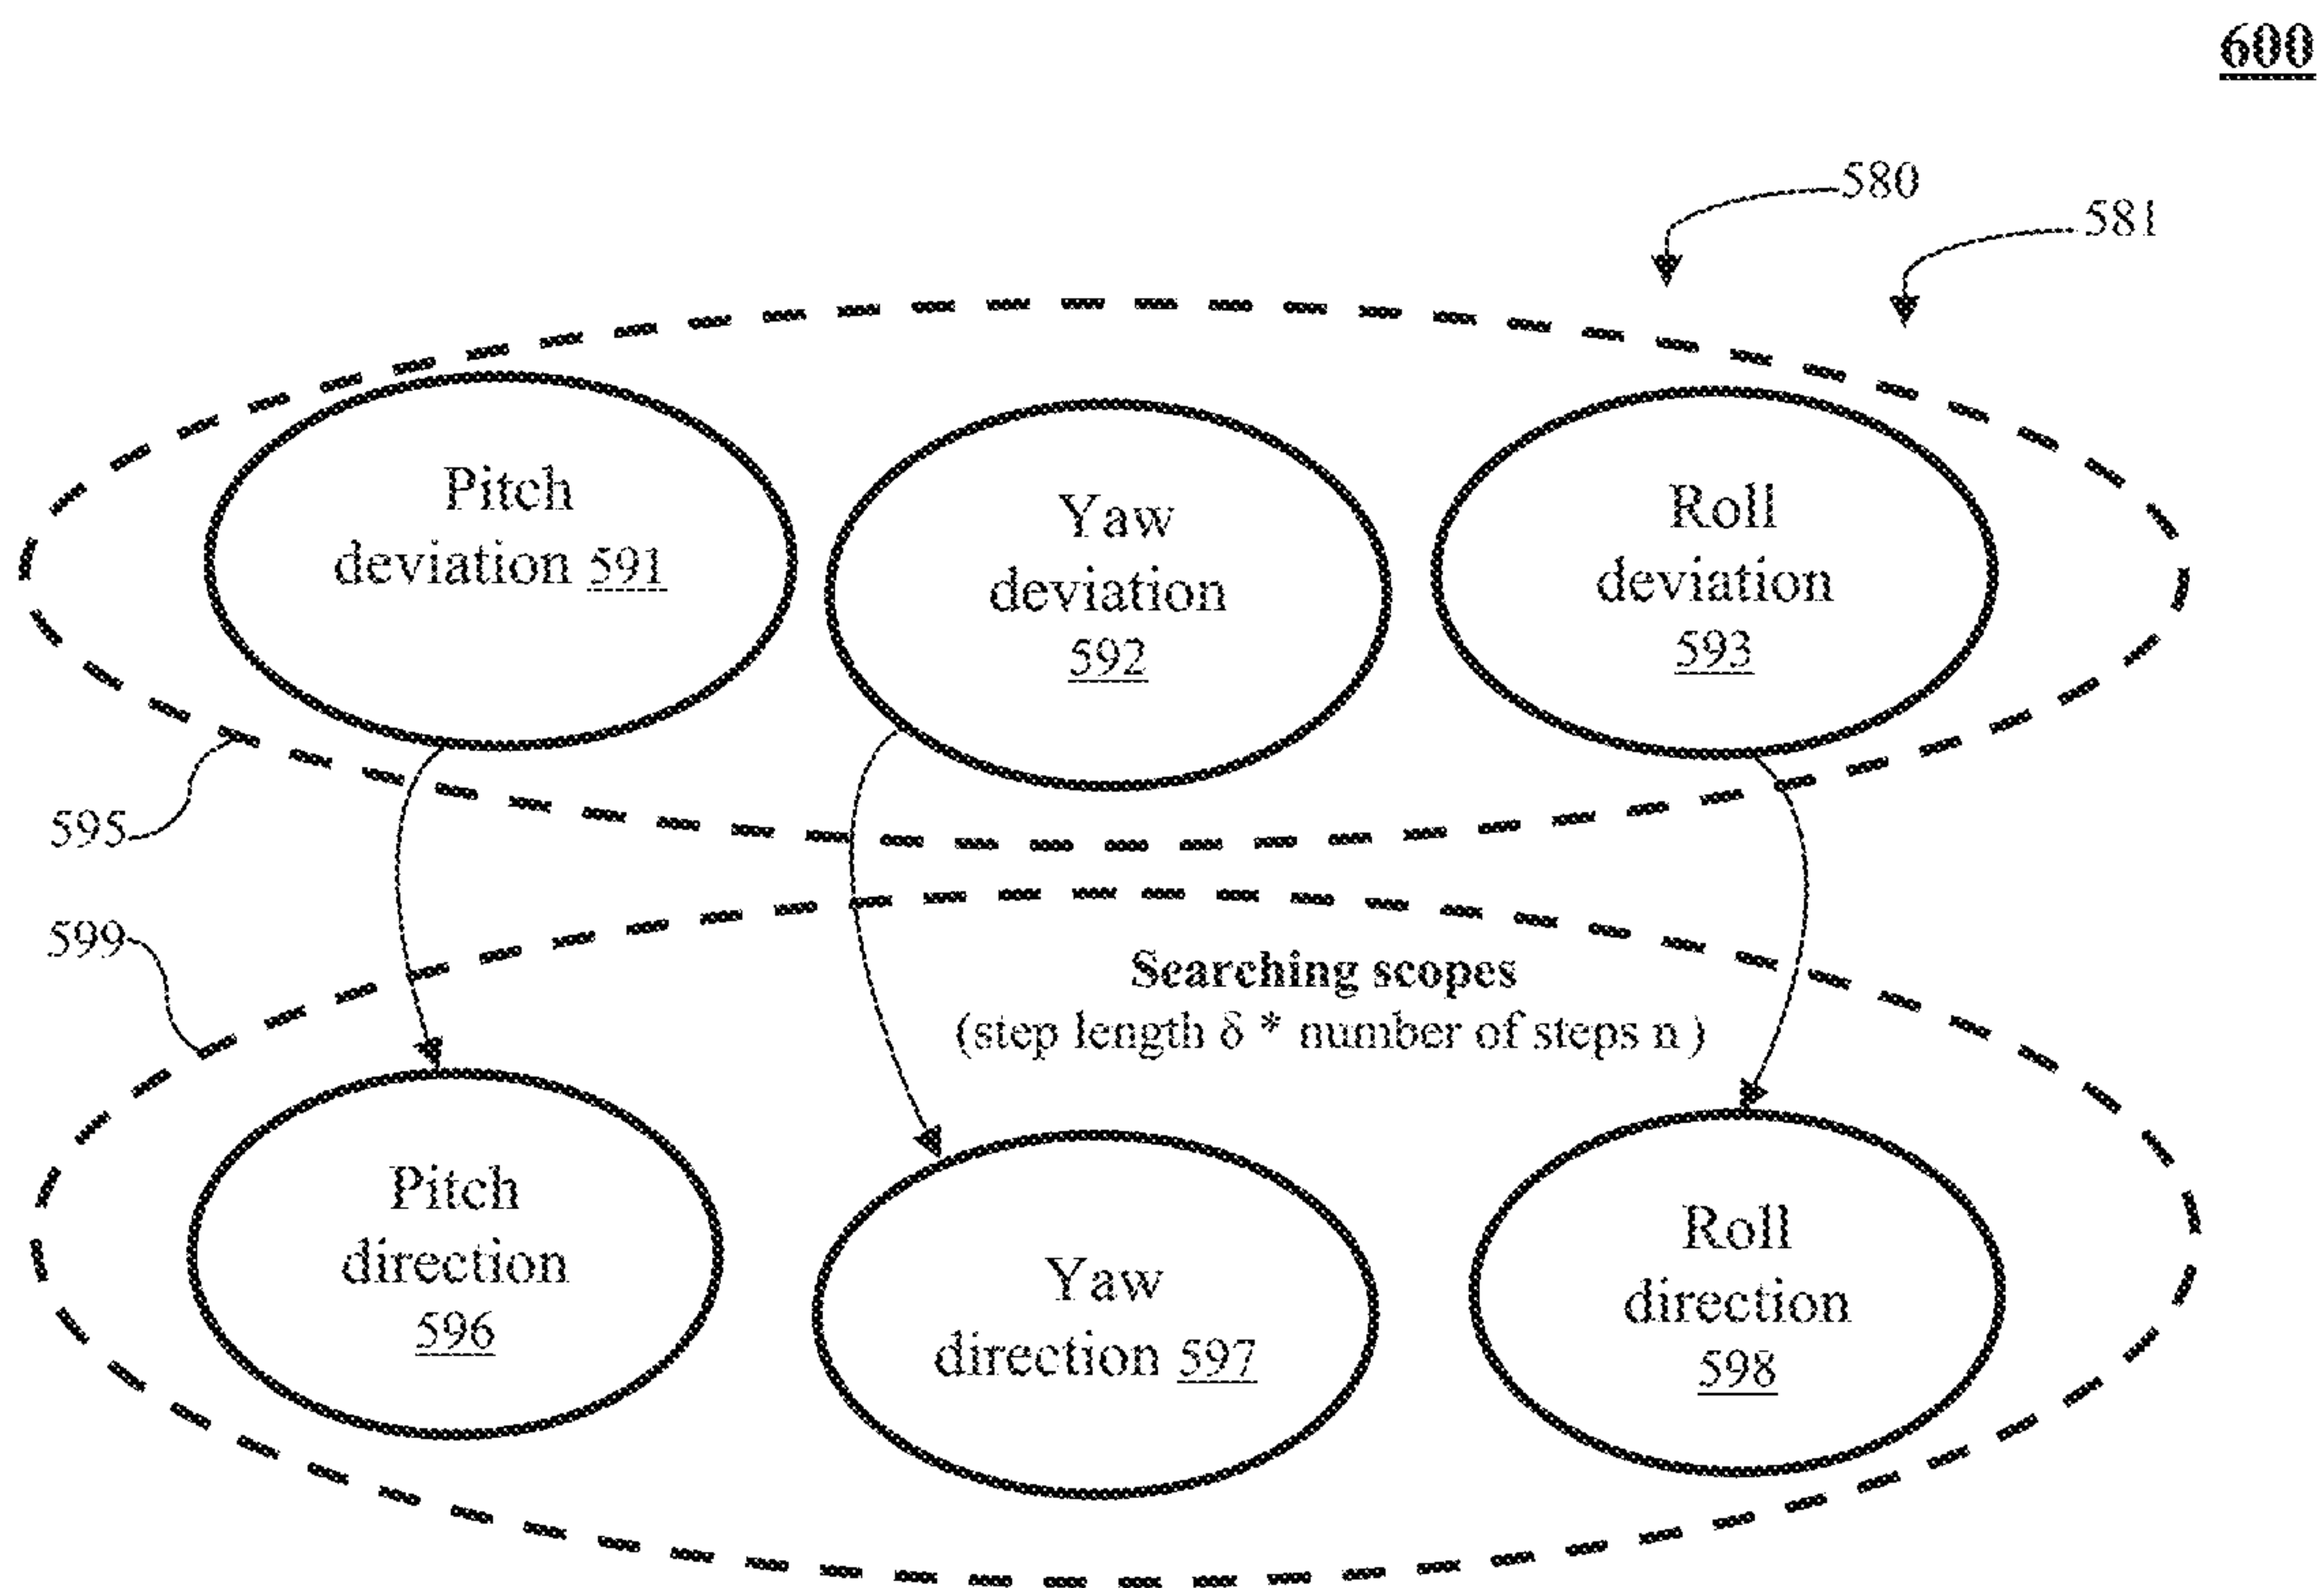 600
580
581
Pitch
deviation 591
Yaw
deviation
592
Roll
deviation
593
595
599
Searching scopes
(step length δ * number of steps n )
Pitch
direction
596
Yaw
direction 597
Roll
direction
598